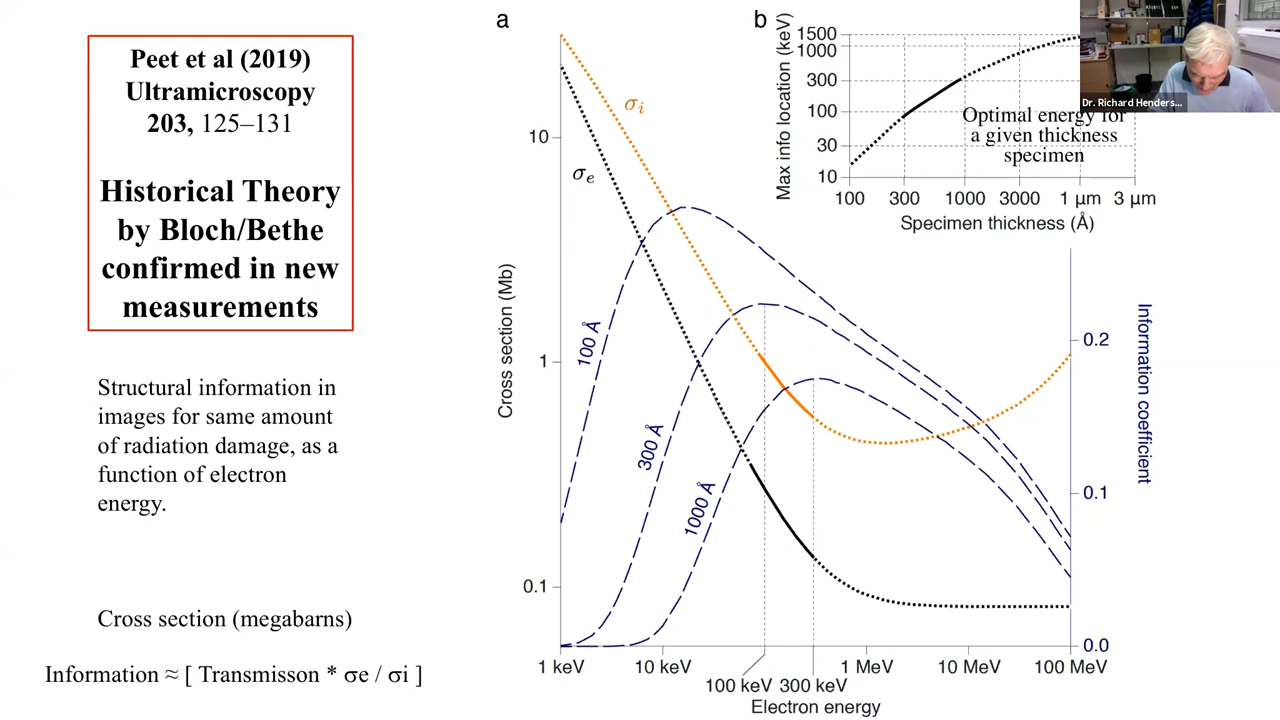 Peet et al (2019)
Ultramicroscopy
203, 125–131
Historical Theory
by Bloch/Bethe
confirmed in new
measurements
Structural information in
images for same amount
of radiation damage, as a
function of electron
energy.
Cross section (megabarns)
Information ≈ [ Transmisson * σe / σi ]
a
σi
σe
10
1
0.1
Cross section (Mb)
100 Å
300 Å
1000 Å
1 keV
10 keV
100 keV
300 keV
1 MeV
10 MeV
100 MeV
Electron energy
0.2
0.1
0.0
Information coefficient
b
Max info location (keV)
1500
1000
300
100
30
10
Optimal energy for
a given thickness
specimen
100
300
1000
3000
1 μm
3 μm
Specimen thickness (Å)
Dr. Richard Henders...